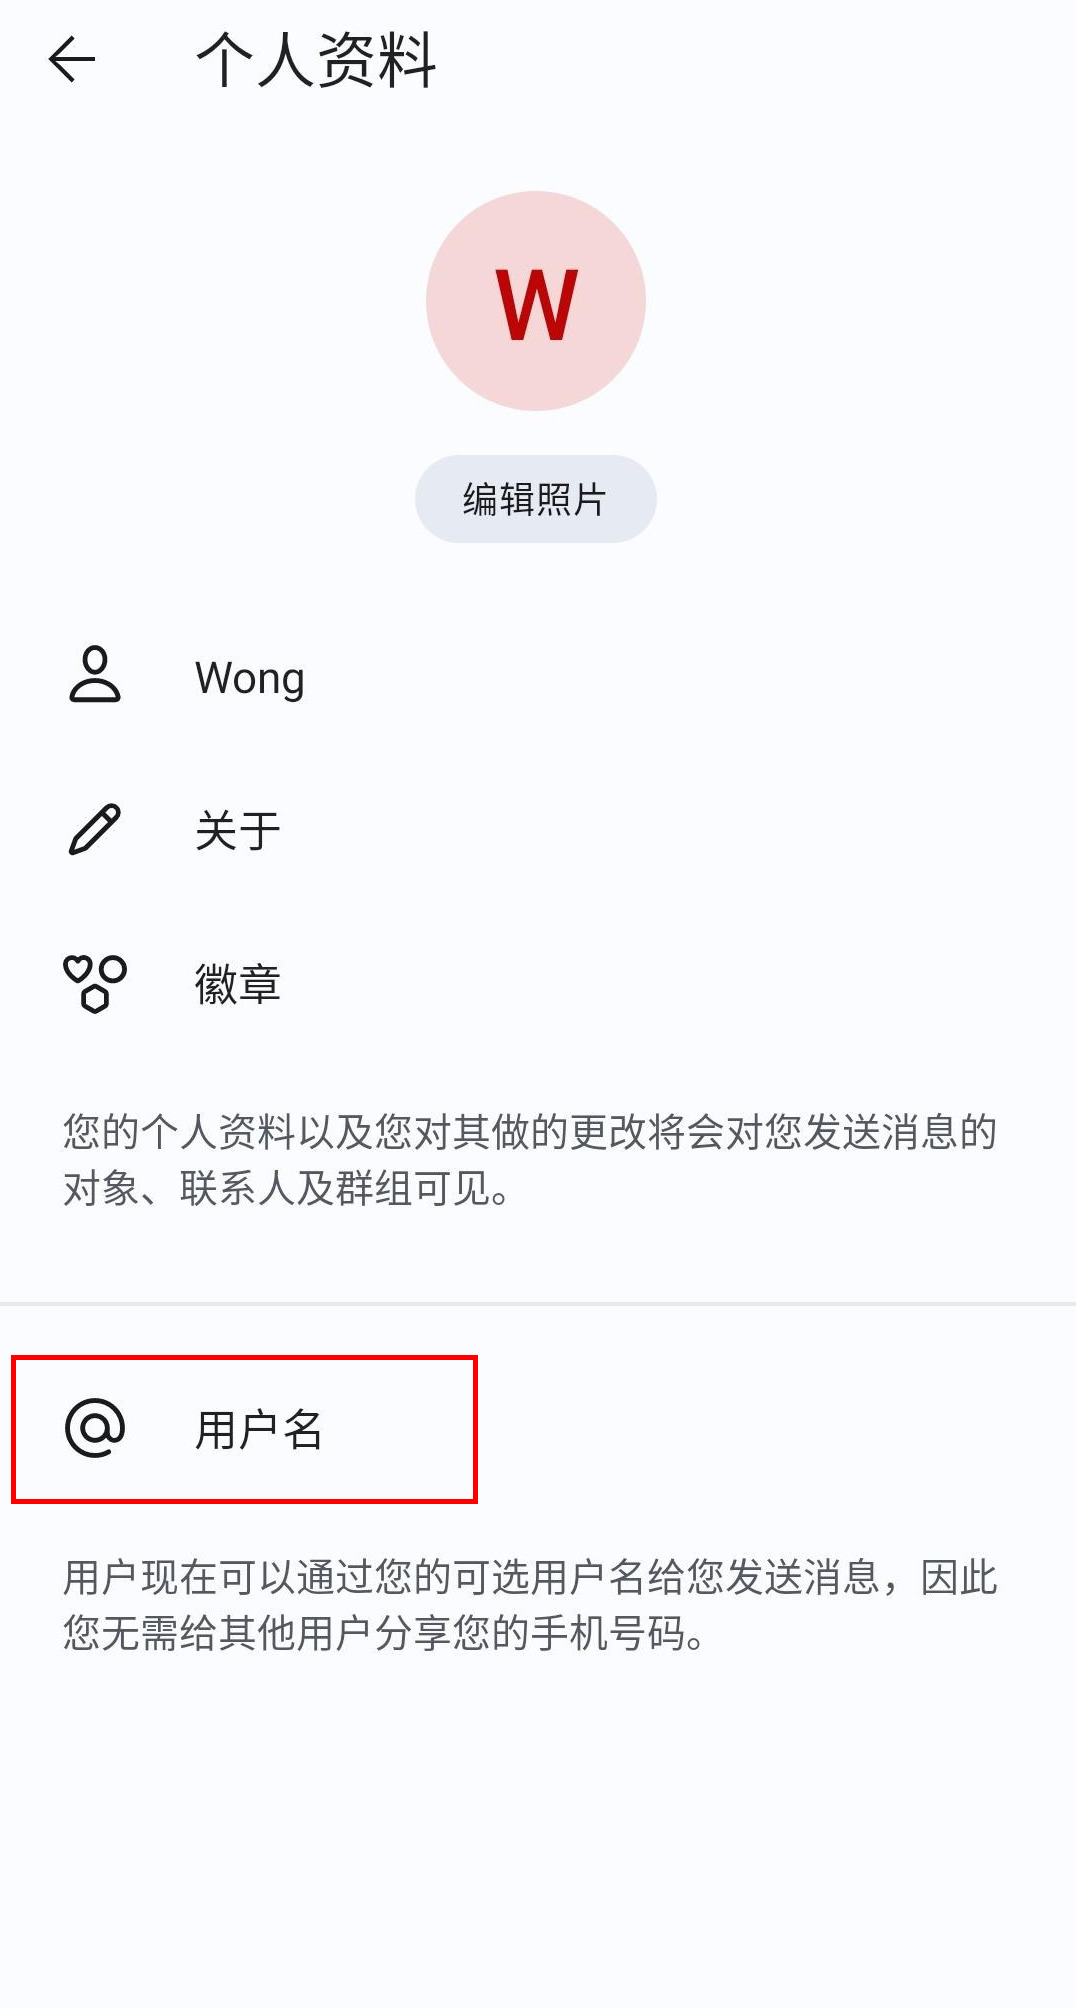 个人资料
W
编辑照片
Wong
关于
徽章
您的个人资料以及您对其做的更改将会对您发送消息的
对象、联系人及群组可见。
用户名
用户现在可以通过您的可选用户名给您发送消息，因此
您无需给其他用户分享您的手机号码。